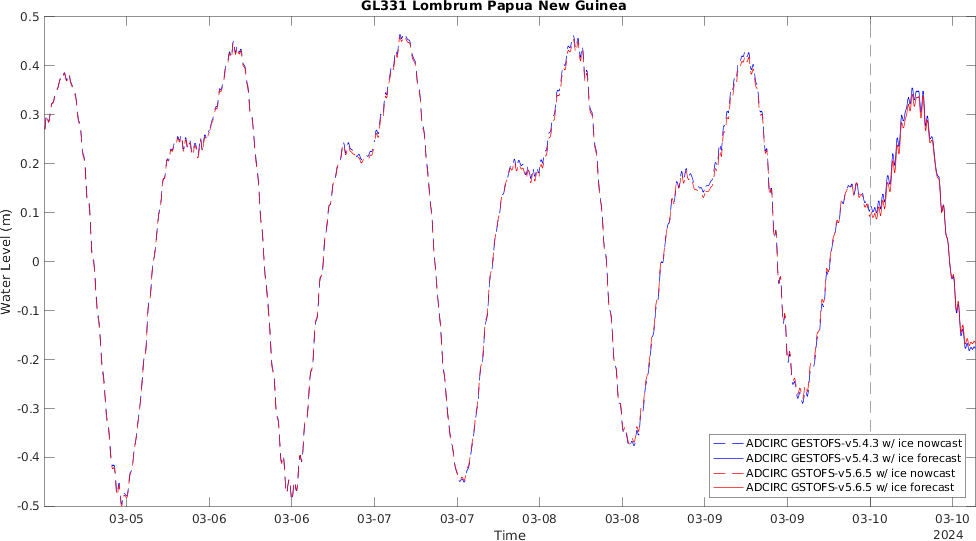 GL331 Lombrum Papua New Guinea
0.5
0.4
0.3
0.2
0.1
0
-0.1
-0.2
-0.3
-0.4
-0.5
Water Level (m)
ADCIRC GESTOFS-v5.4.3 w/ ice nowcast
ADCIRC GESTOFS-v5.4.3 w/ ice forecast
ADCIRC GSTOFS-v5.6.5 w/ ice nowcast
ADCIRC GSTOFS-v5.6.5 w/ ice forecast
03-05 03-06 03-06 03-07 03-07 03-08 03-08 03-09 03-09 03-10 03-10
Time
2024